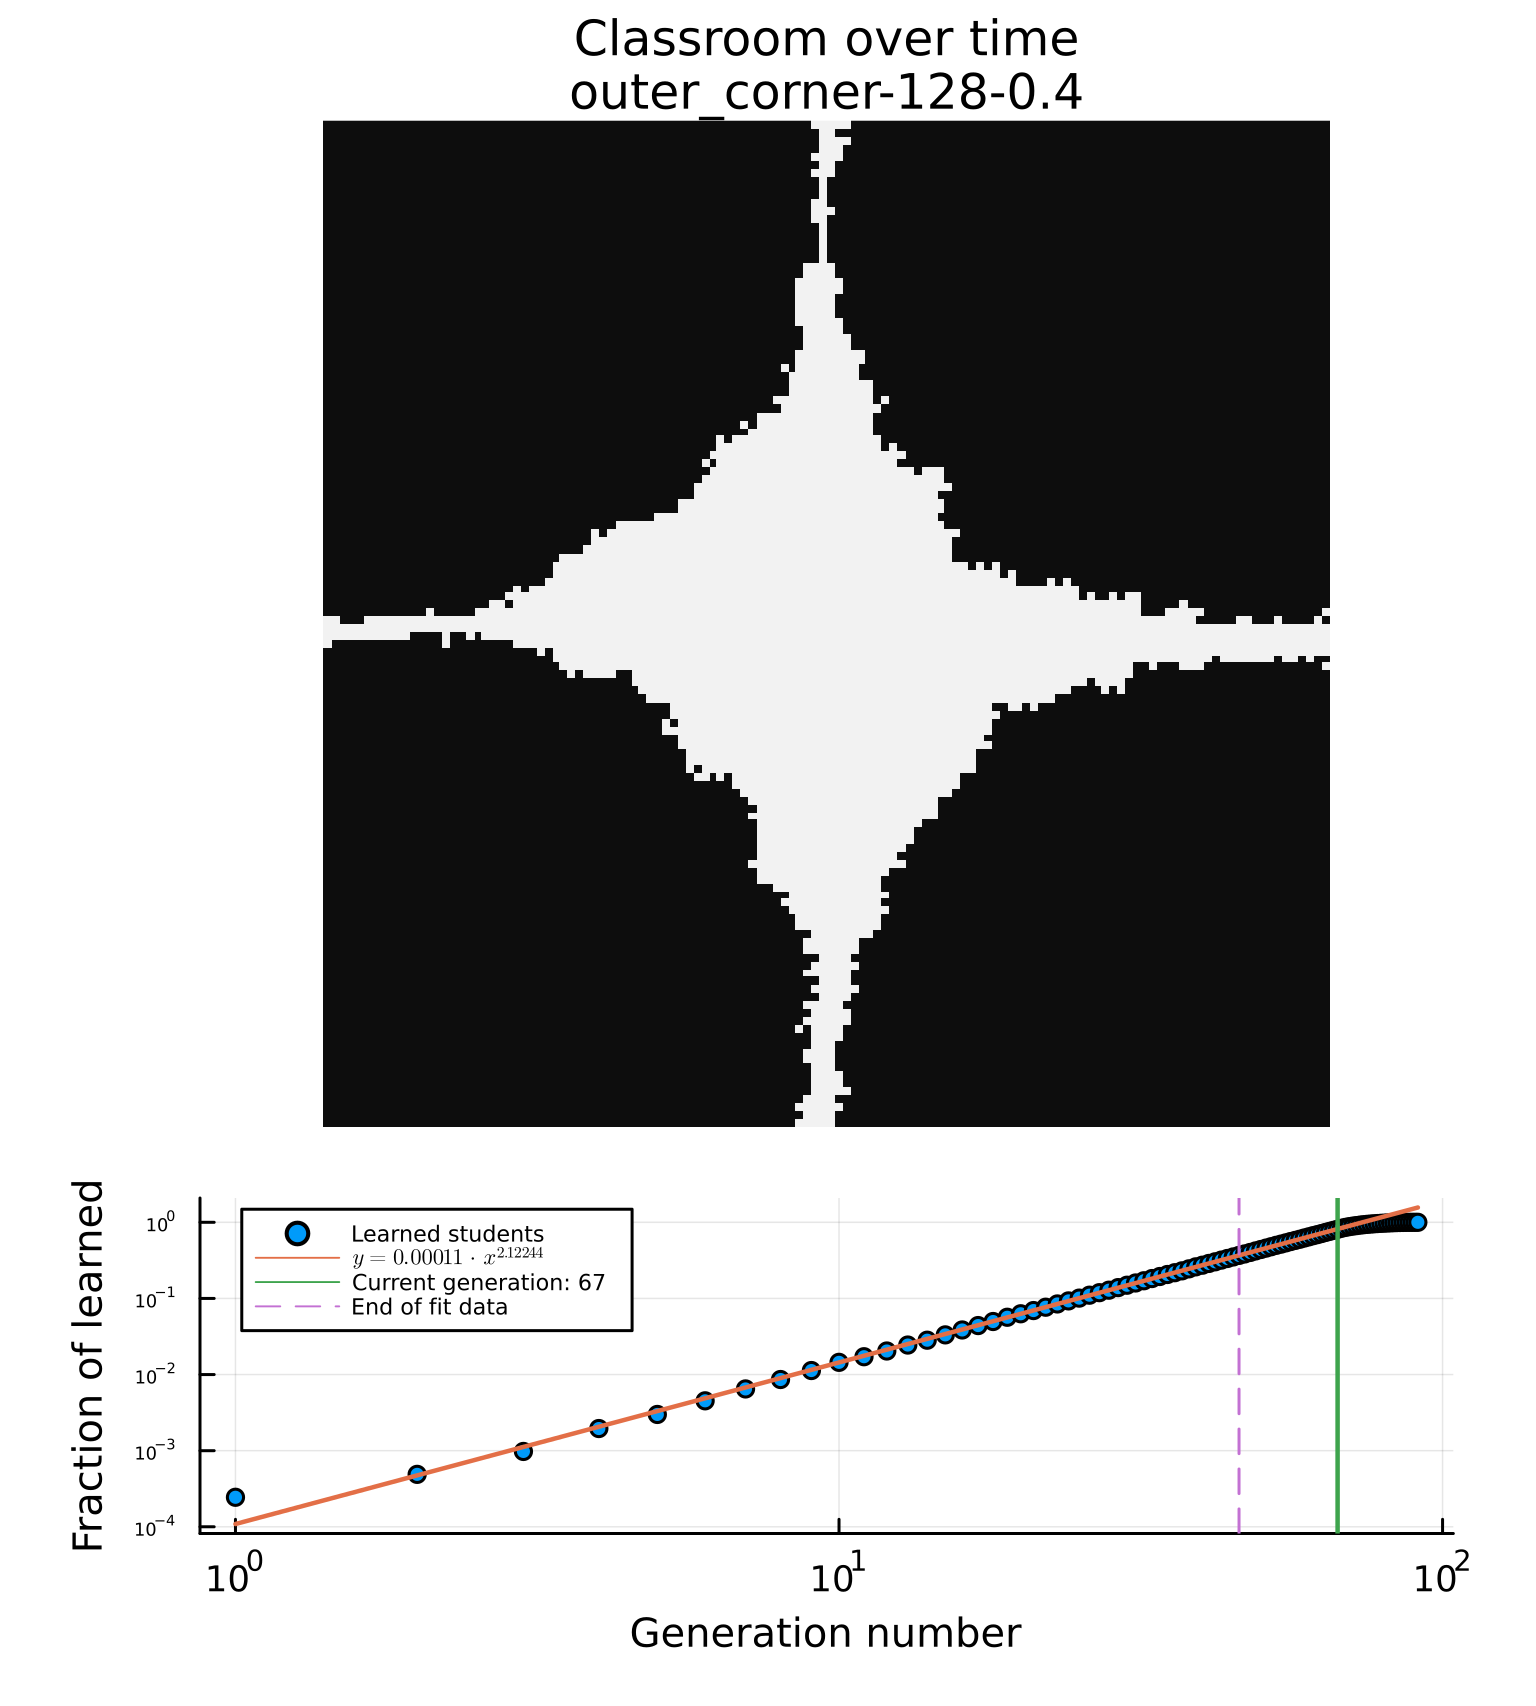 Classroom over time
outer_corner-128-0.4
Fraction of learned
10^0
10^-1
10^-2
10^-3
10^-4
Learned students
y = 0.00011 · x^2.12244
Current generation: 67
End of fit data
10^0 10^1 10^2
Generation number